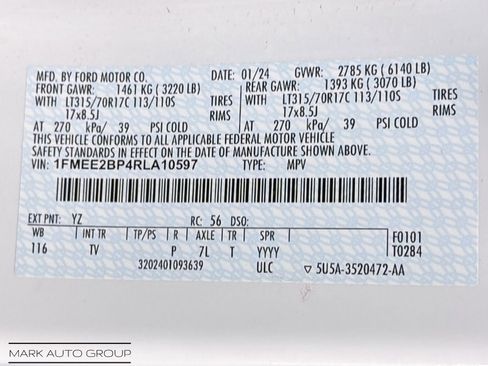 MFD. BY FORD MOTOR CO. DATE: 01/24 GVWR: 2785 KG ( 6140 LB)
FRONT GAWR: 1461 KG ( 3220 LB) REAR GAWR: 1393 KG ( 3070 LB)
WITH LT315/70R17C 113/110S TIRES WITH LT315/70R17C 113/110S TIRES
17x8.5J RIMS 17x8.5J RIMS
AT 270 kPa/ 39 PSI COLD AT 270 kPa/ 39 PSI COLD
THIS VEHICLE CONFORMS TO ALL APPLICABLE FEDERAL MOTOR VEHICLE
SAFETY STANDARDS IN EFFECT ON THE DATE OF MANUFACTURE SHOWN ABOVE.
VIN: 1FMEE2BP4RLA10597 TYPE: MPV
EXT PNT: YZ RC: 56 DSO:
WB INT TR TP/PS R AXLE TR SPR F0101
116 TV P 7L T YYYY T0284
3202401093639 ULC ▽ 5U5A-3520472-AA
MARK AUTO GROUP